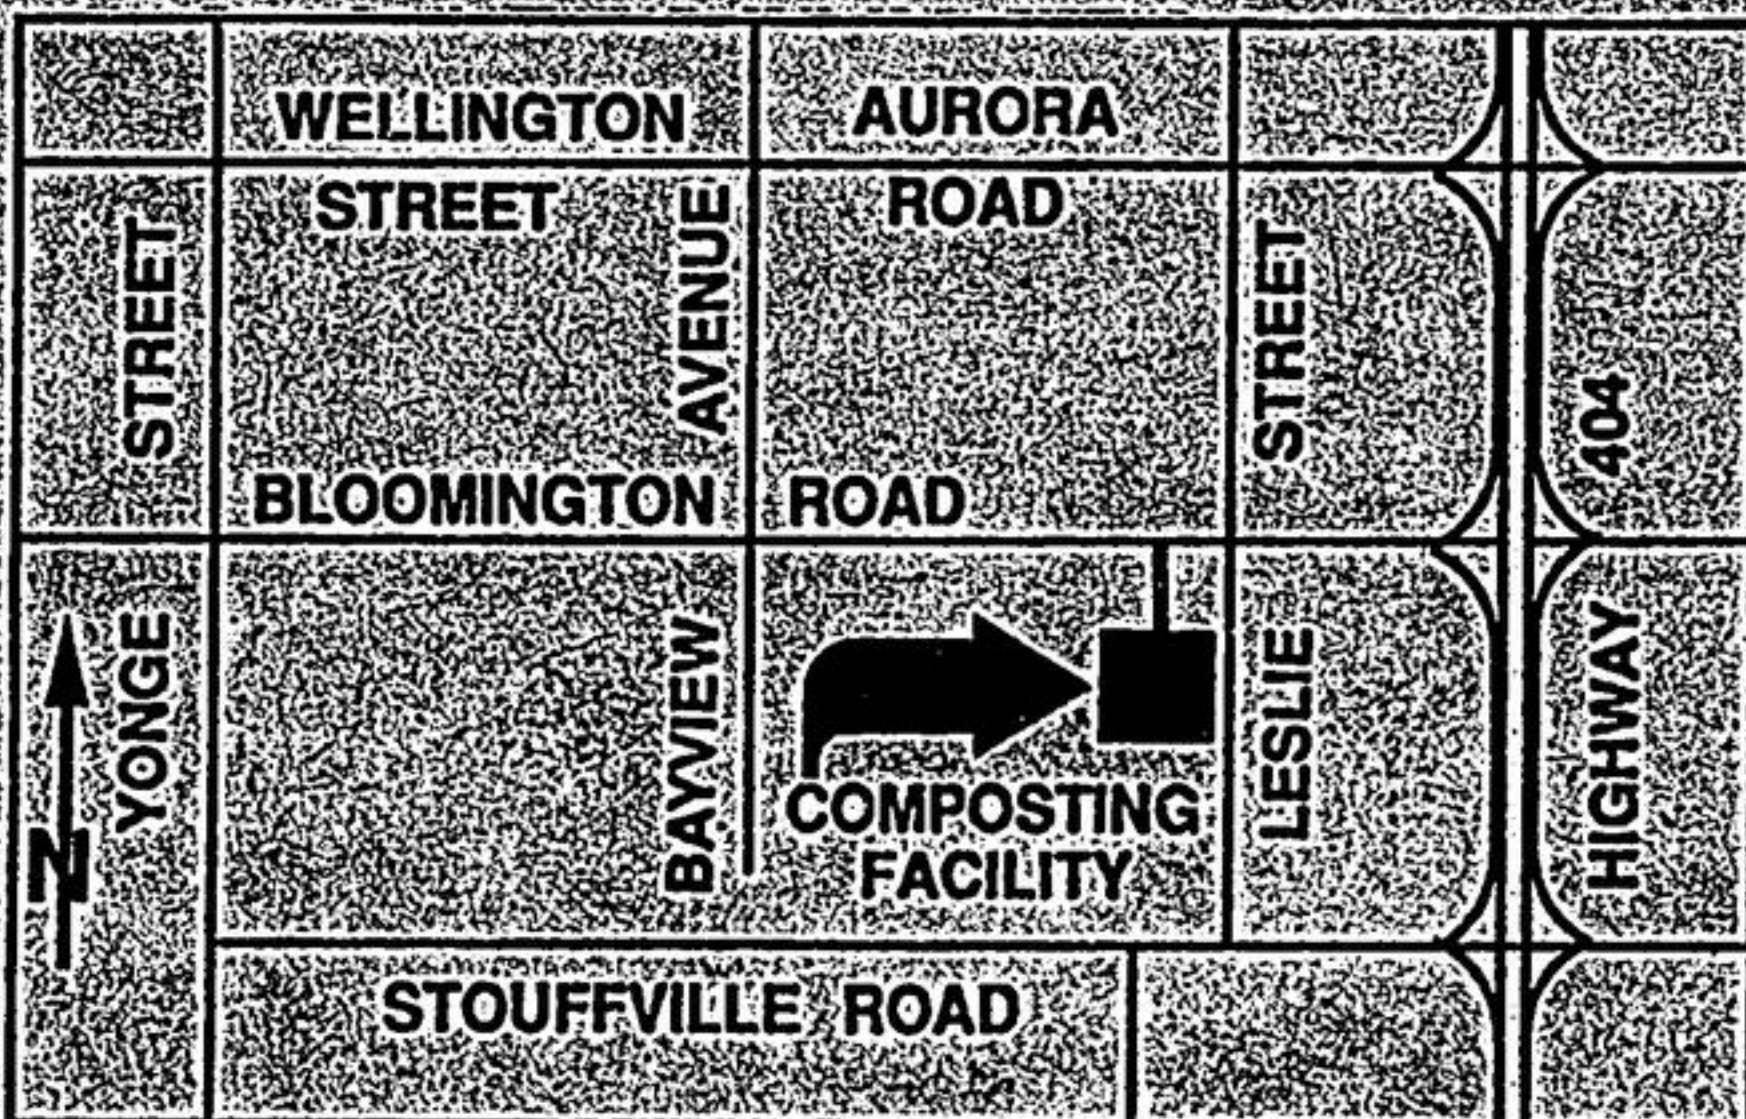 WELLINGTON
STREET
AURORA
ROAD
YONGE STREET
BAYVIEW AVENUE
LESLIE STREET
HIGHWAY 404
BLOOMINGTON ROAD
COMPOSTING
FACILITY
STOUFFVILLE ROAD
N